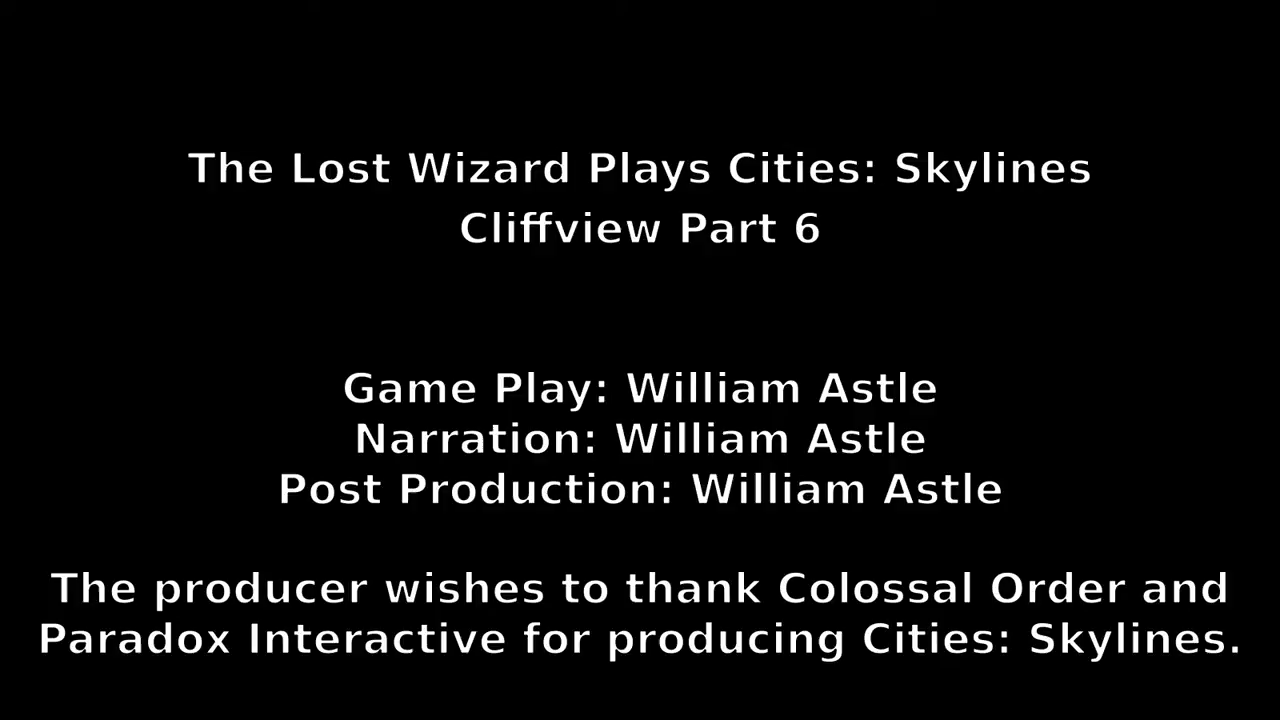 The Lost Wizard Plays Cities: Skylines
Cliffview Part 6
Game Play: William Astle
Narration: William Astle
Post Production: William Astle
The producer wishes to thank Colossal Order and
Paradox Interactive for producing Cities: Skylines.